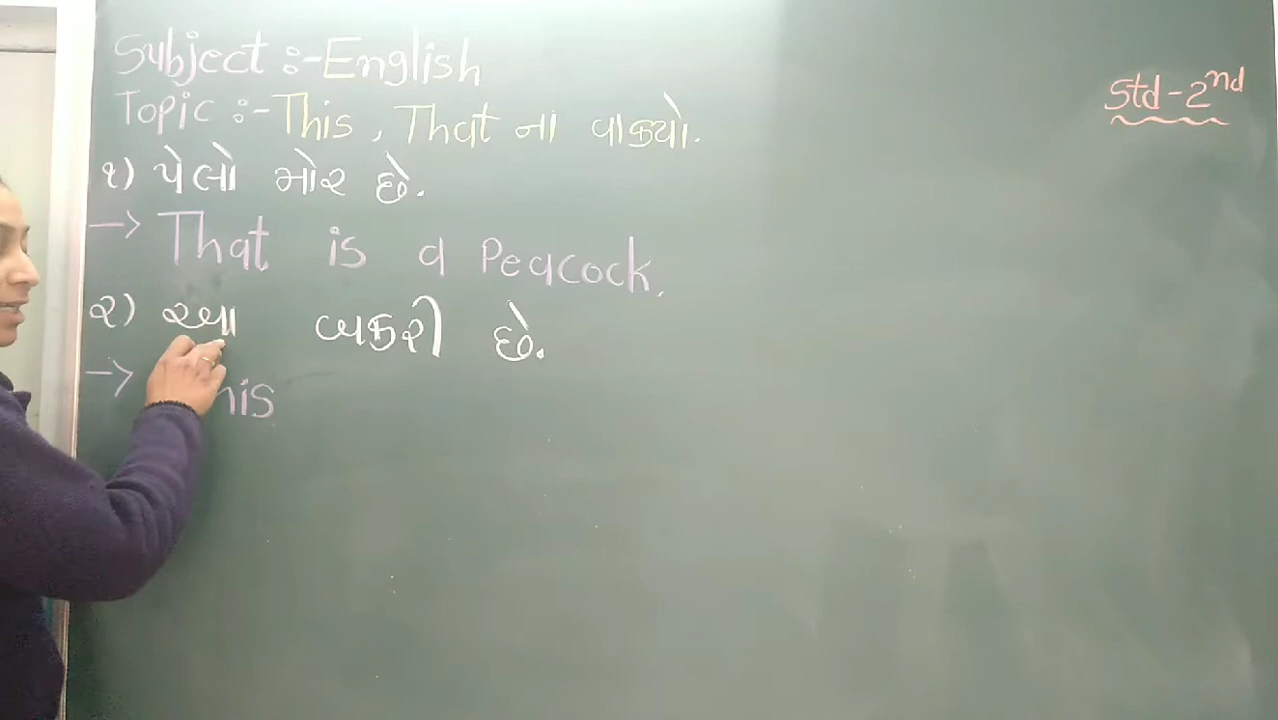 Subject :- English
Std - 2nd
Topic :- This, That ના વાક્યો.
૧) પેલો મોર છે.
→ That is a Peacock.
૨) આ બકરી છે.
→ This